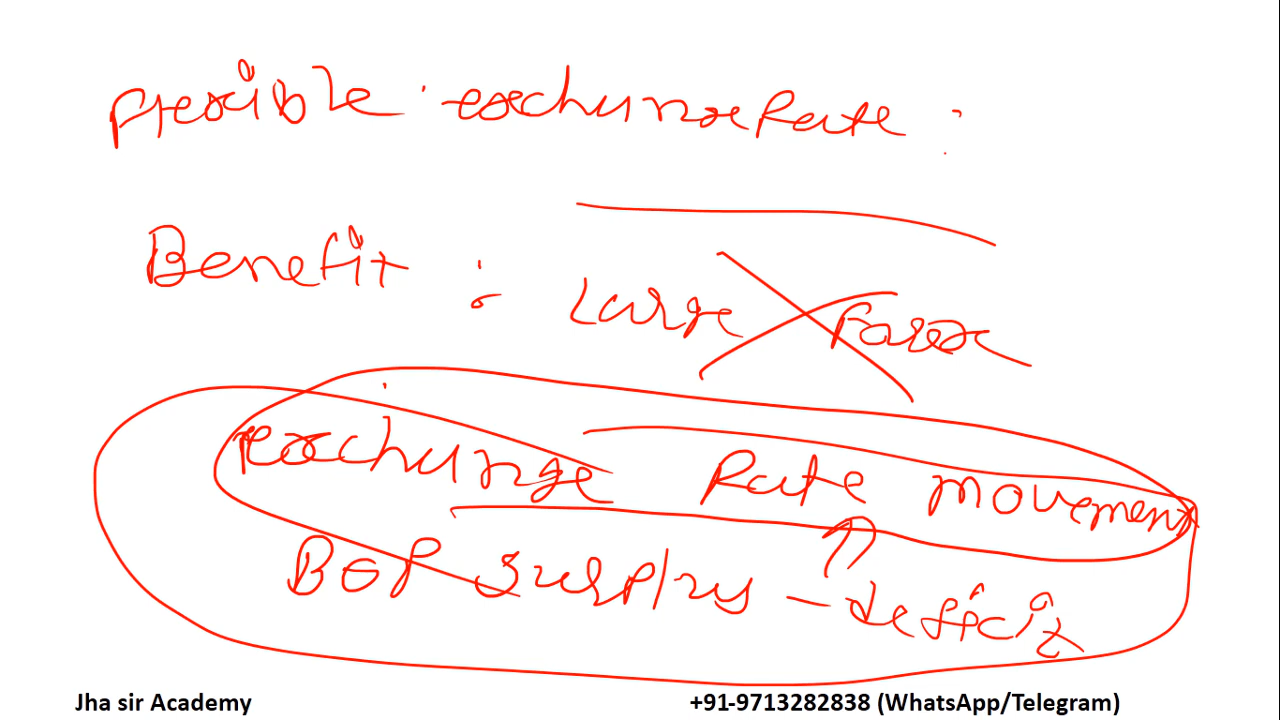 Flexible exchange Rate :
Benefit : Large Forex
exchange Rate movement
BOP surplus - deficit
Jha sir Academy +91-9713282838 (WhatsApp/Telegram)